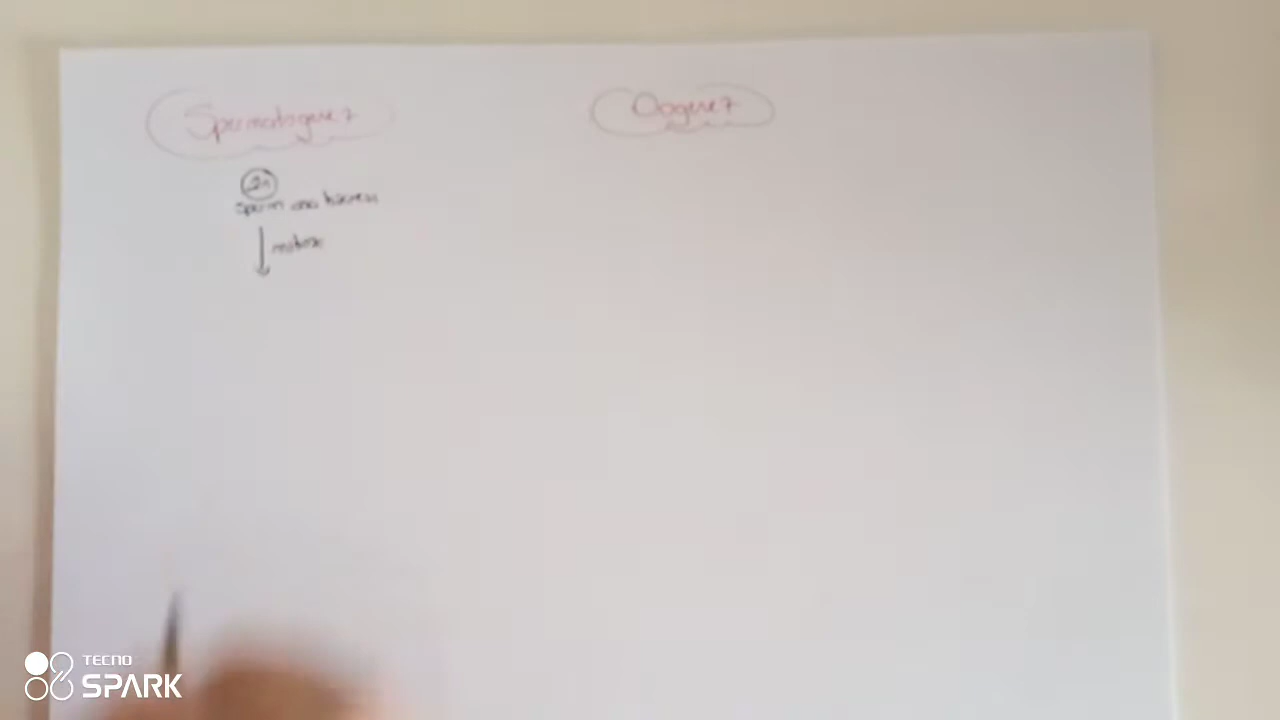 Spermatogenez
Oogenez
2n
sperm ana hücresi
mitoz
TECNO
SPARK